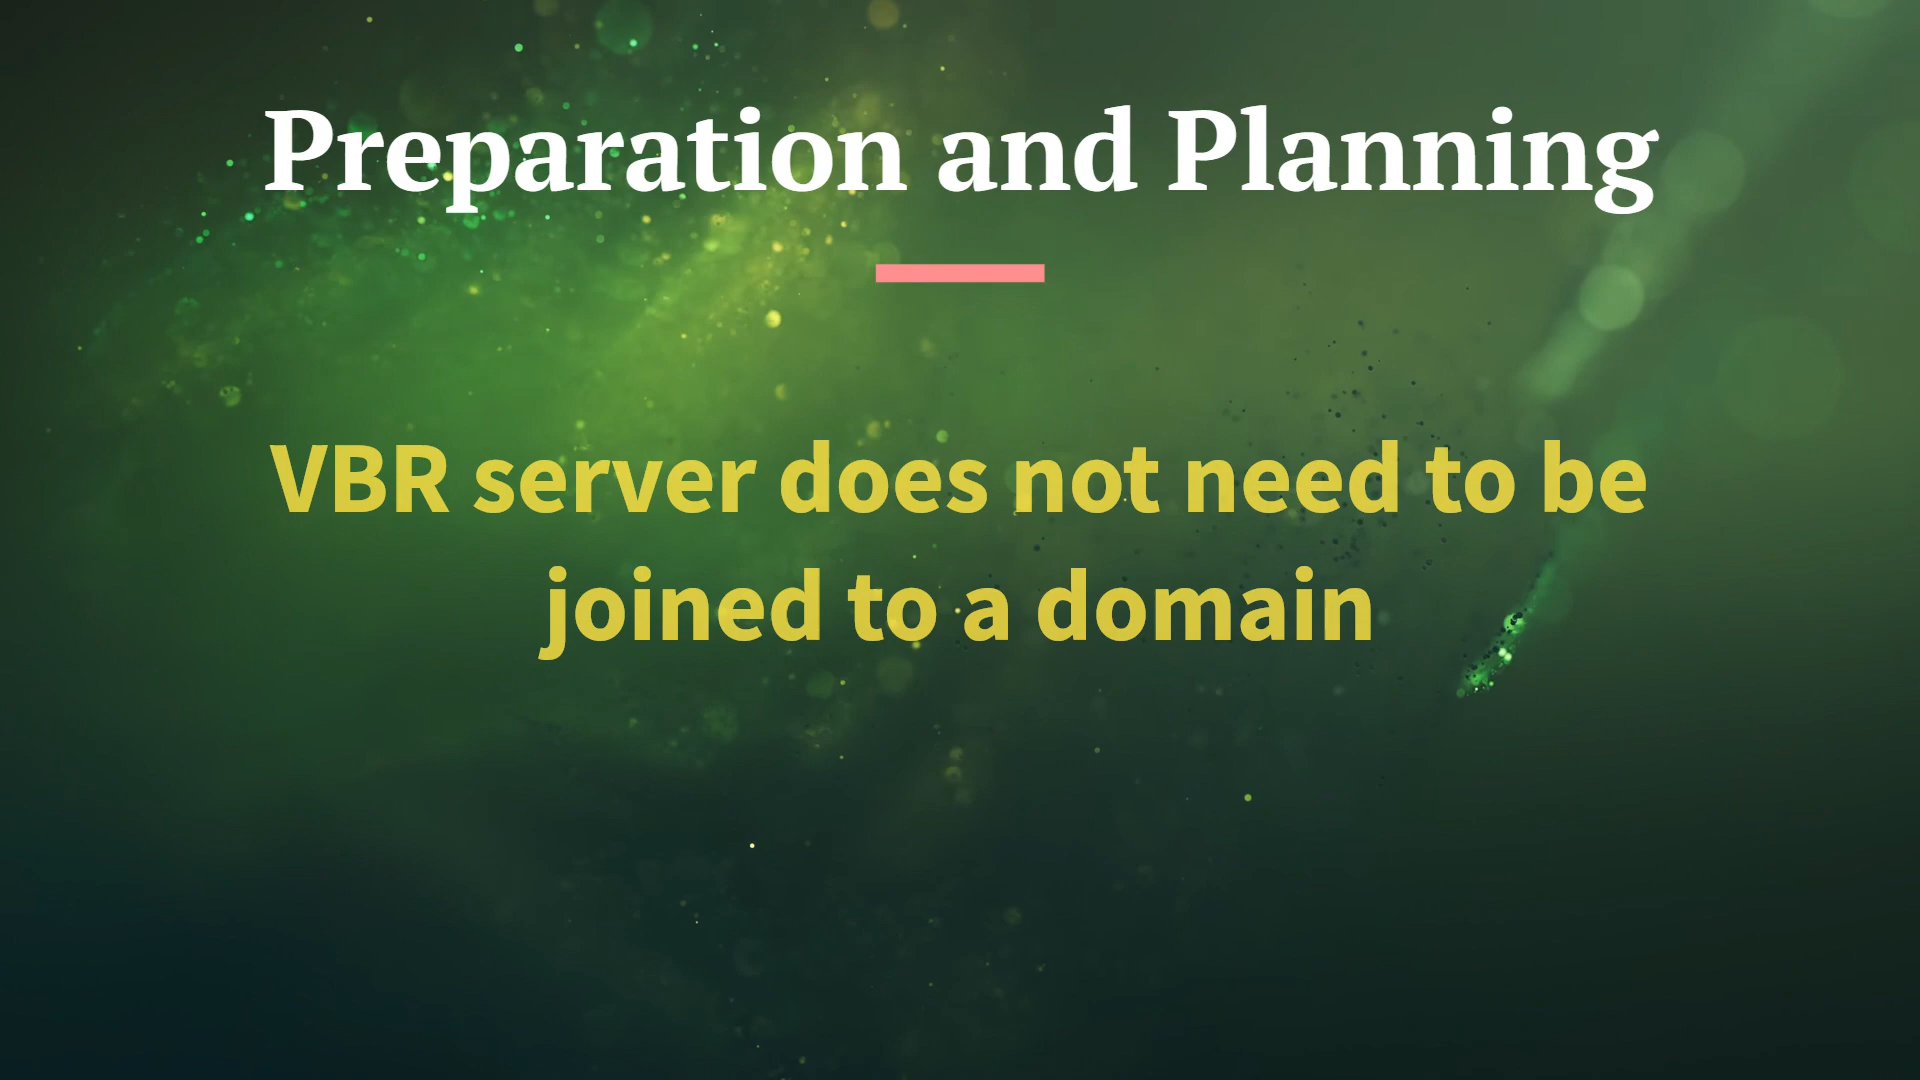 Preparation and Planning
VBR server does not need to be
joined to a domain